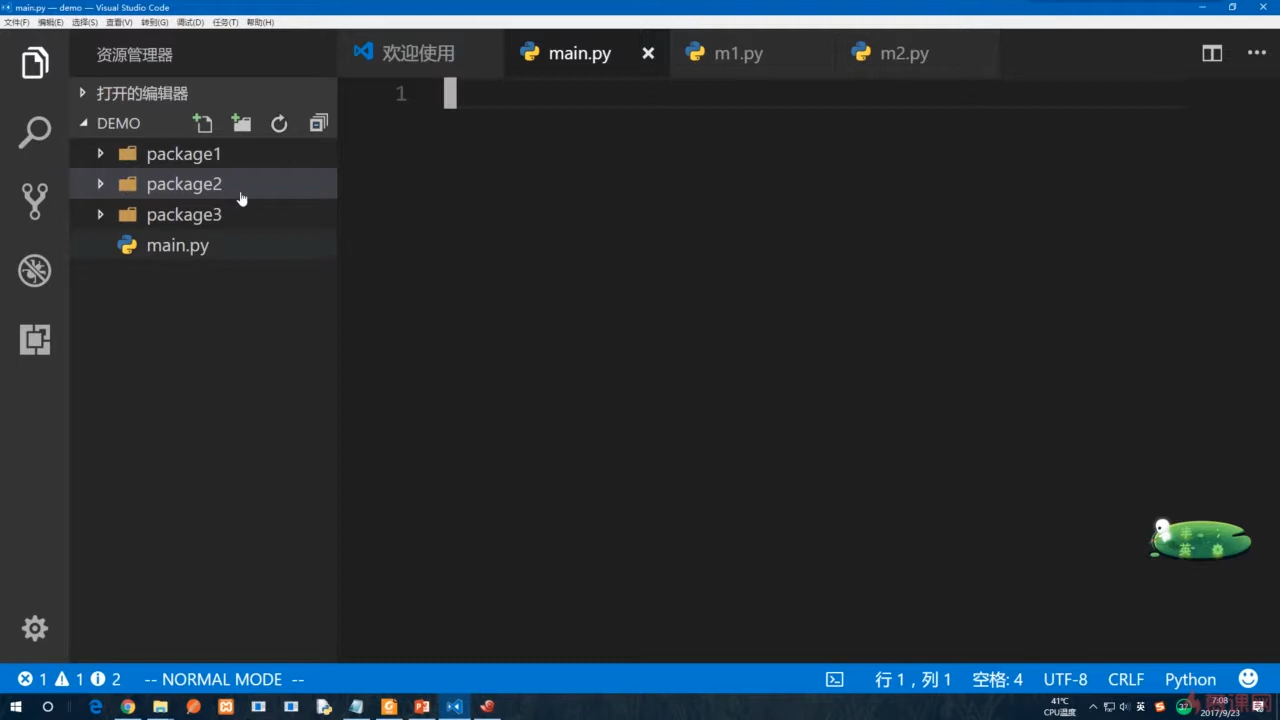 main.py — demo — Visual Studio Code
文件(F) 编辑(E) 选择(S) 查看(V) 转到(G) 调试(D) 任务(T) 帮助(H)
资源管理器
欢迎使用 main.py m1.py m2.py
打开的编辑器
1
DEMO
package1
package2
package3
main.py
英
1 1 2 -- NORMAL MODE -- 行 1，列 1 空格: 4 UTF-8 CRLF Python
41℃
CPU温度
英
37
7:08
2017/9/23